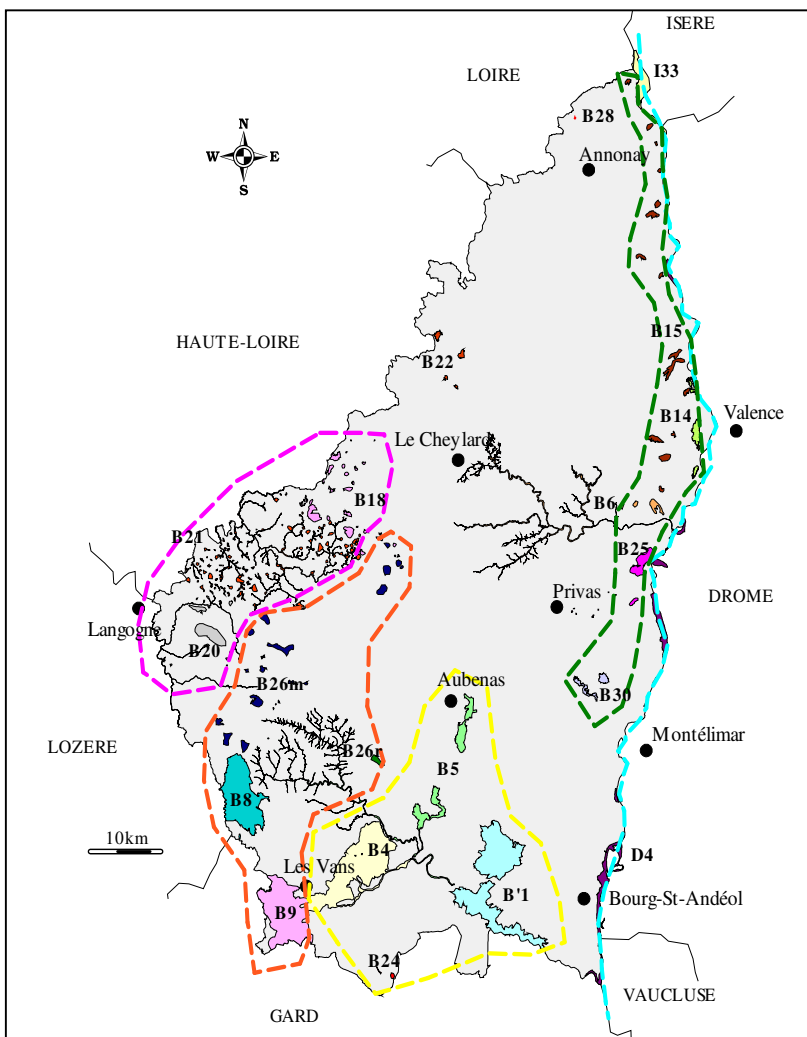 ISERE
LOIRE
I33
B28
N
W E
S
Annonay
HAUTE-LOIRE
B15
B22
B14
Valence
Le Cheylard
B18
B6
B21
B25
DROME
Privas
Langogne
B20
B26m
Aubenas
B30
LOZERE
Montélimar
B26r
B5
B8
10km
B4
D4
Les Vans
B'1
Bourg-St-Andéol
B9
B24
VAUCLUSE
GARD